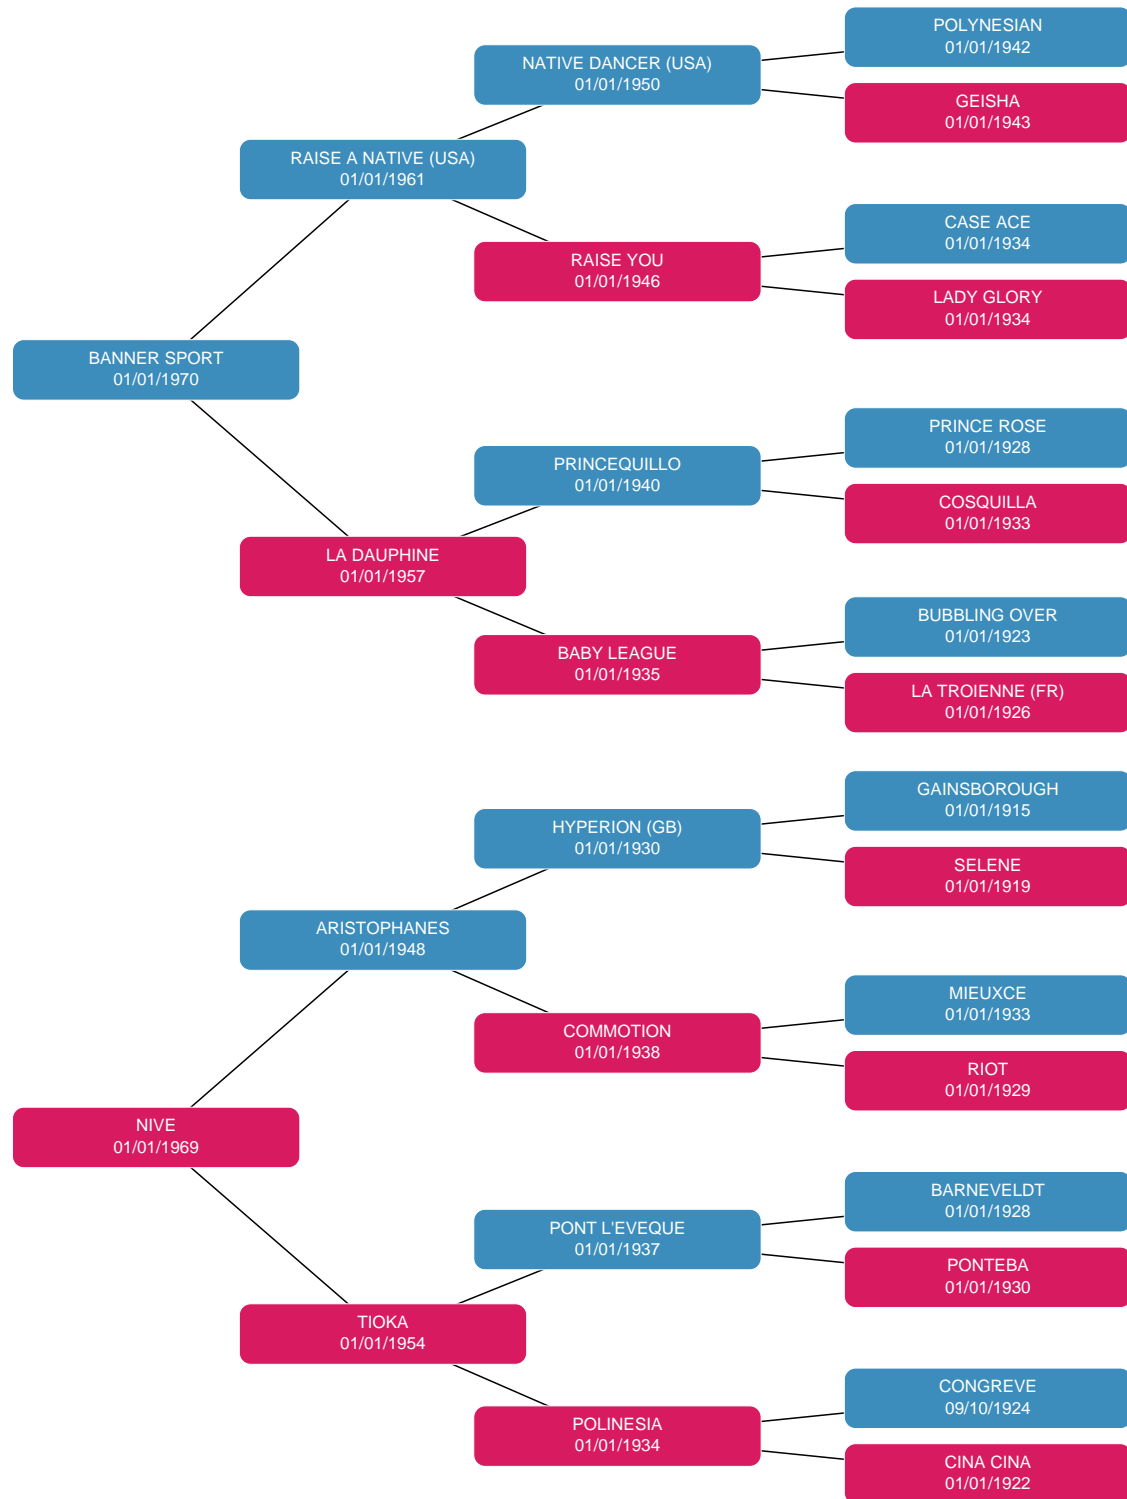 POLYNESIAN
01/01/1942
NATIVE DANCER (USA)
01/01/1950
GEISHA
01/01/1943
RAISE A NATIVE (USA)
01/01/1961
CASE ACE
01/01/1934
RAISE YOU
01/01/1946
LADY GLORY
01/01/1934
BANNER SPORT
01/01/1970
PRINCE ROSE
01/01/1928
PRINCEQUILLO
01/01/1940
COSQUILLA
01/01/1933
LA DAUPHINE
01/01/1957
BUBBLING OVER
01/01/1923
BABY LEAGUE
01/01/1935
LA TROIENNE (FR)
01/01/1926
GAINSBOROUGH
01/01/1915
HYPERION (GB)
01/01/1930
SELENE
01/01/1919
ARISTOPHANES
01/01/1948
MIEUXCE
01/01/1933
COMMOTION
01/01/1938
RIOT
01/01/1929
NIVE
01/01/1969
BARNEVELDT
01/01/1928
PONT L'EVEQUE
01/01/1937
PONTEBA
01/01/1930
TIOKA
01/01/1954
CONGREVE
09/10/1924
POLINESIA
01/01/1934
CINA CINA
01/01/1922